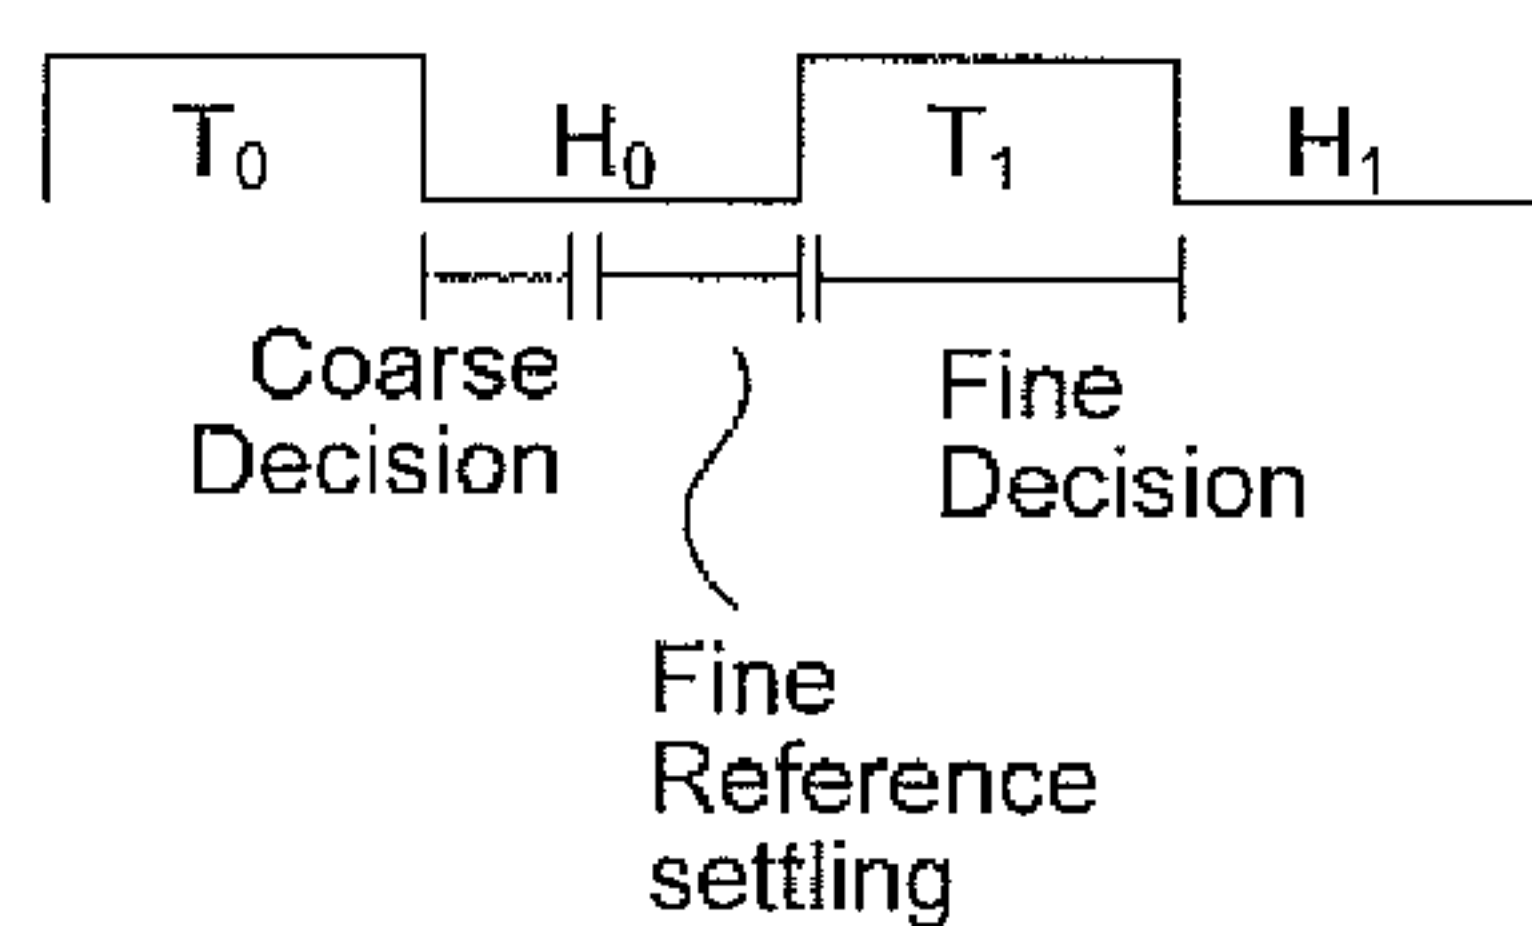 T₀ H₀ T₁ H₁
Coarse
Decision
Fine
Decision
Fine
Reference
settling